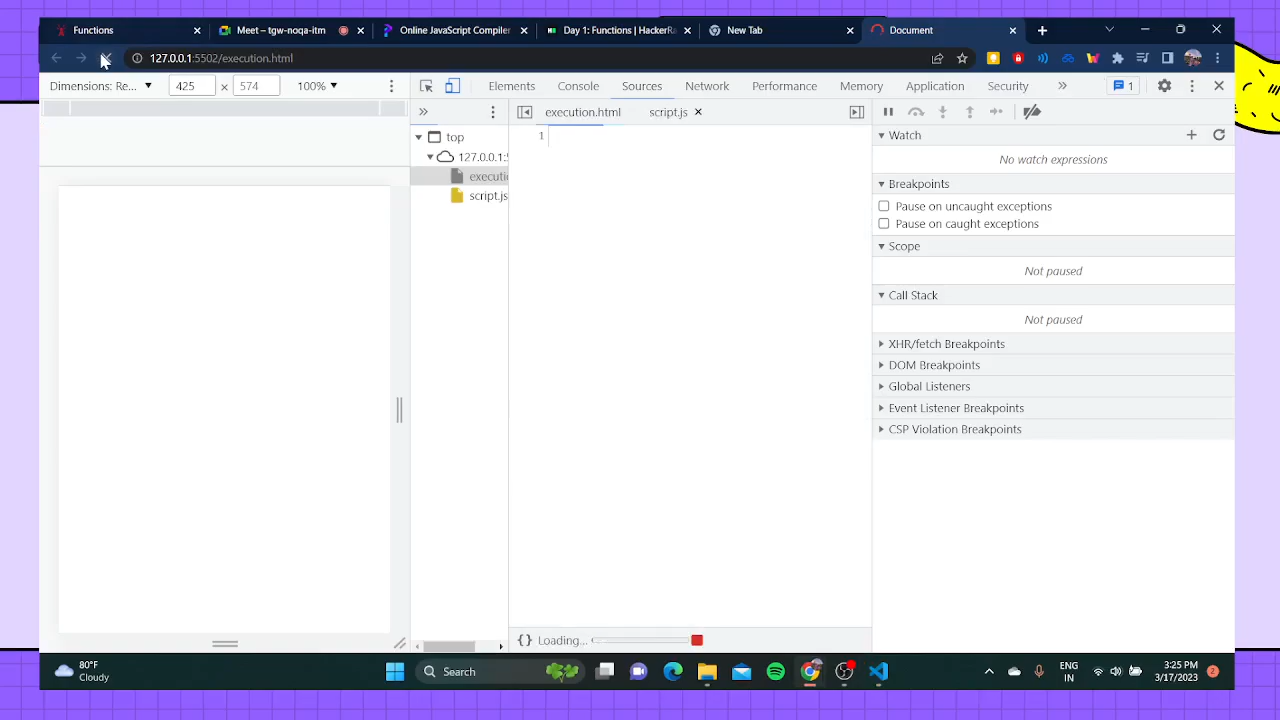 Functions
Meet – tgw-noqa-itm
Online JavaScript Compiler
Day 1: Functions | HackerRa
New Tab
Document
127.0.0.1:5502/execution.html
Dimensions: Re...
425
×
574
100%
Elements
Console
Sources
Network
Performance
Memory
Application
Security
1
execution.html
script.js
1
top
127.0.0.1:5
executio
script.js
Watch
No watch expressions
Breakpoints
Pause on uncaught exceptions
Pause on caught exceptions
Scope
Not paused
Call Stack
Not paused
XHR/fetch Breakpoints
DOM Breakpoints
Global Listeners
Event Listener Breakpoints
CSP Violation Breakpoints
{ } Loading...
80°F
Cloudy
Search
ENG
IN
3:25 PM
3/17/2023
2